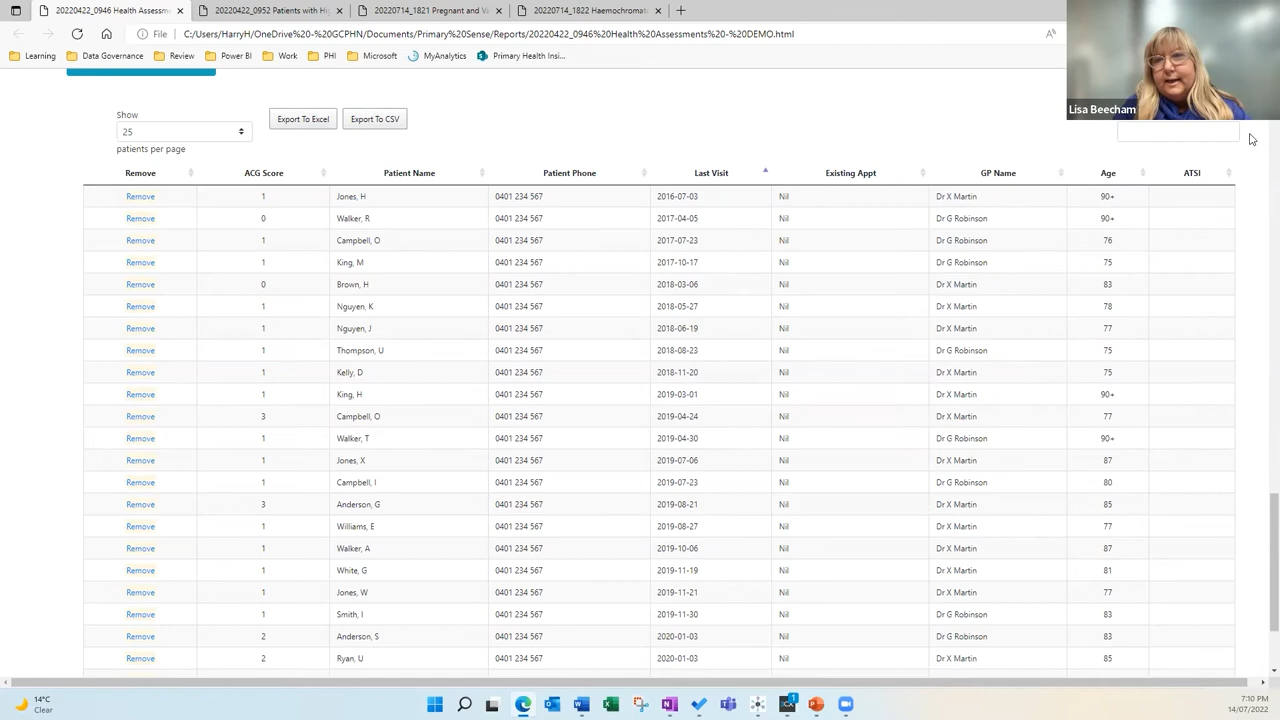 20220422_0946 Health Assessm
20220422_0952 Patients with Hi
20220714_1821 Pregnant and Va
20220714_1822 Haemochromat
File
C:/Users/HarryH/OneDrive%20-%20GCPHN/Documents/Primary%20Sense/Reports/20220422_0946%20Health%20Assessments%20-%20DEMO.html
Learning
Data Governance
Review
Power BI
Work
PHI
Microsoft
MyAnalytics
Primary Health Insi...
Lisa Beecham
Show
25
patients per page
Export To Excel
Export To CSV
Remove ACG Score Patient Name Patient Phone Last Visit Existing Appt GP Name Age ATSI
Remove 1 Jones, H 0401 234 567 2016-07-03 Nil Dr X Martin 90+
Remove 0 Walker, R 0401 234 567 2017-04-05 Nil Dr G Robinson 90+
Remove 1 Campbell, O 0401 234 567 2017-07-23 Nil Dr G Robinson 76
Remove 1 King, M 0401 234 567 2017-10-17 Nil Dr G Robinson 75
Remove 0 Brown, H 0401 234 567 2018-03-06 Nil Dr X Martin 83
Remove 1 Nguyen, K 0401 234 567 2018-05-27 Nil Dr X Martin 78
Remove 1 Nguyen, J 0401 234 567 2018-06-19 Nil Dr X Martin 77
Remove 1 Thompson, U 0401 234 567 2018-08-23 Nil Dr G Robinson 75
Remove 1 Kelly, D 0401 234 567 2018-11-20 Nil Dr X Martin 75
Remove 1 King, H 0401 234 567 2019-03-01 Nil Dr X Martin 90+
Remove 3 Campbell, O 0401 234 567 2019-04-24 Nil Dr X Martin 77
Remove 1 Walker, T 0401 234 567 2019-04-30 Nil Dr G Robinson 90+
Remove 1 Jones, X 0401 234 567 2019-07-06 Nil Dr X Martin 87
Remove 1 Campbell, I 0401 234 567 2019-07-23 Nil Dr G Robinson 80
Remove 3 Anderson, G 0401 234 567 2019-08-21 Nil Dr X Martin 85
Remove 1 Williams, E 0401 234 567 2019-08-27 Nil Dr X Martin 77
Remove 1 Walker, A 0401 234 567 2019-10-06 Nil Dr X Martin 87
Remove 1 White, G 0401 234 567 2019-11-19 Nil Dr X Martin 81
Remove 1 Jones, W 0401 234 567 2019-11-21 Nil Dr X Martin 77
Remove 1 Smith, I 0401 234 567 2019-11-30 Nil Dr G Robinson 83
Remove 2 Anderson, S 0401 234 567 2020-01-03 Nil Dr G Robinson 83
Remove 2 Ryan, U 0401 234 567 2020-01-03 Nil Dr X Martin 85
14°C
Clear
7:10 PM
14/07/2022